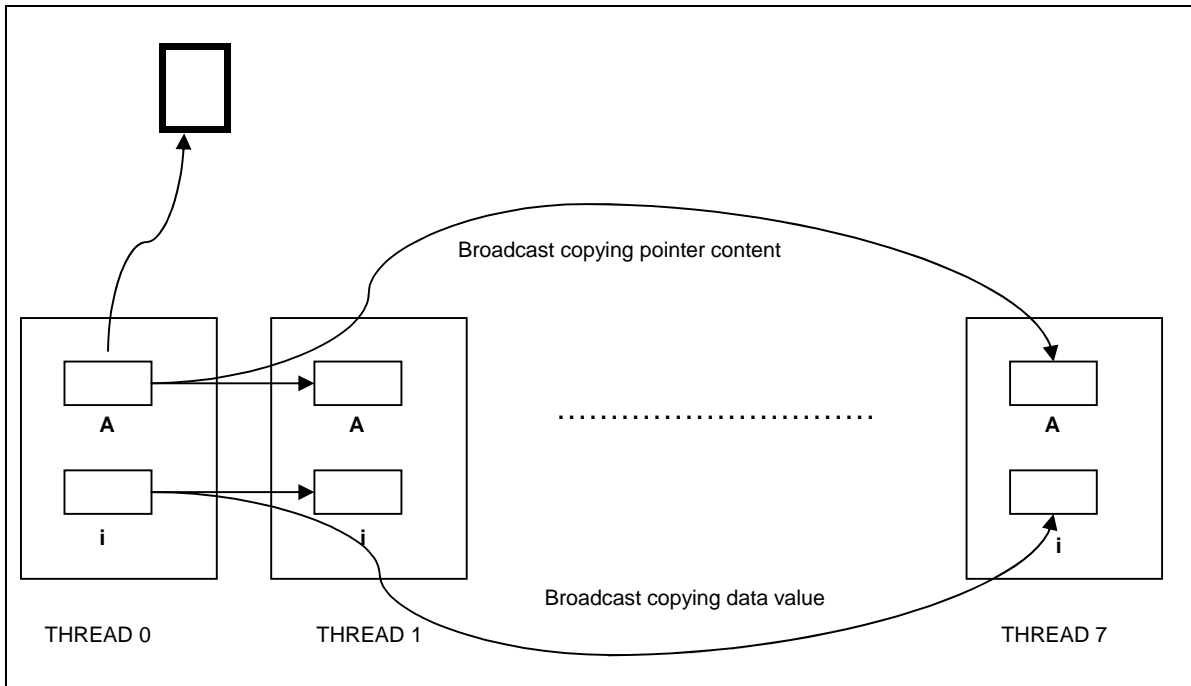 Broadcast copying pointer content
A
A
..............................
A
i
i
i
Broadcast copying data value
THREAD 0
THREAD 1
THREAD 7